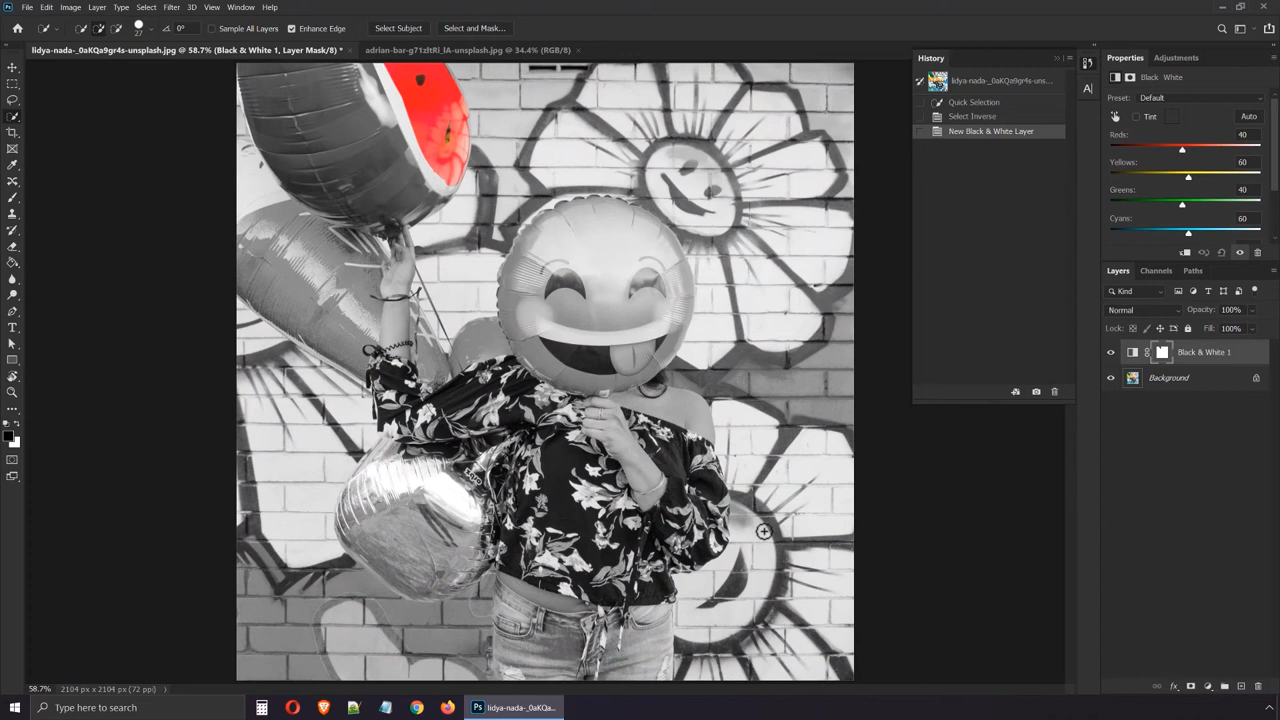 File Edit Image Layer Type Select Filter 3D View Window Help
27 0° Sample All Layers Enhance Edge Select Subject Select and Mask...
lidya-nada-_0aKQa9gr4s-unsplash.jpg @ 58.7% (Black & White 1, Layer Mask/8) * × adrian-bar-g71zltRi_lA-unsplash.jpg @ 34.4% (RGB/8) ×
History
lidya-nada-_0aKQa9gr4s-uns...
Quick Selection
Select Inverse
New Black & White Layer
Properties Adjustments
Black White
Preset: Default
Tint Auto
Reds: 40
Yellows: 60
Greens: 40
Cyans: 60
Layers Channels Paths
Kind
Normal Opacity: 100%
Lock: Fill: 100%
Black & White 1
Background
58.7% 2104 px x 2104 px (72 ppi)
Type here to search
lidya-nada-_0aKQa...